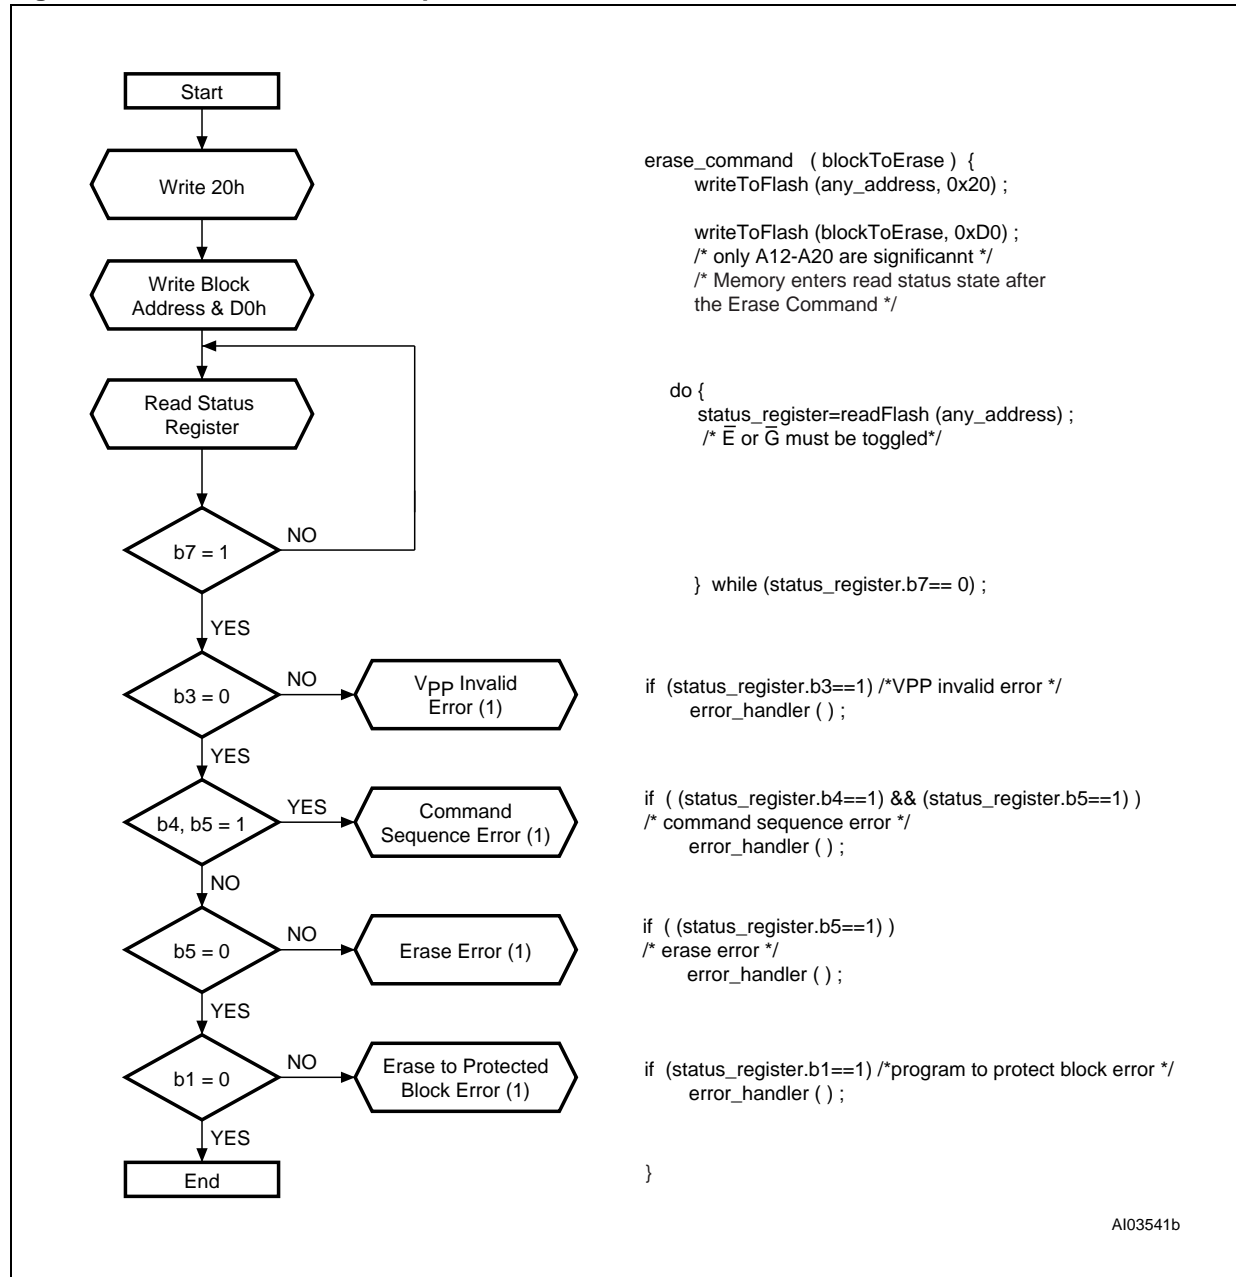 Start
Write 20h
Write Block
Address & D0h
Read Status
Register
b7 = 1
NO
YES
b3 = 0
NO
VPP Invalid
Error (1)
YES
b4, b5 = 1
YES
Command
Sequence Error (1)
NO
b5 = 0
NO
Erase Error (1)
YES
b1 = 0
NO
Erase to Protected
Block Error (1)
YES
End
erase_command ( blockToErase ) {
writeToFlash (any_address, 0x20) ;
writeToFlash (blockToErase, 0xD0) ;
/* only A12-A20 are significannt */
/* Memory enters read status state after
the Erase Command */
do {
status_register=readFlash (any_address) ;
/* E̅ or G̅ must be toggled*/
} while (status_register.b7== 0) ;
if (status_register.b3==1) /*VPP invalid error */
error_handler ( ) ;
if ( (status_register.b4==1) && (status_register.b5==1) )
/* command sequence error */
error_handler ( ) ;
if ( (status_register.b5==1) )
/* erase error */
error_handler ( ) ;
if (status_register.b1==1) /*program to protect block error */
error_handler ( ) ;
}
AI03541b